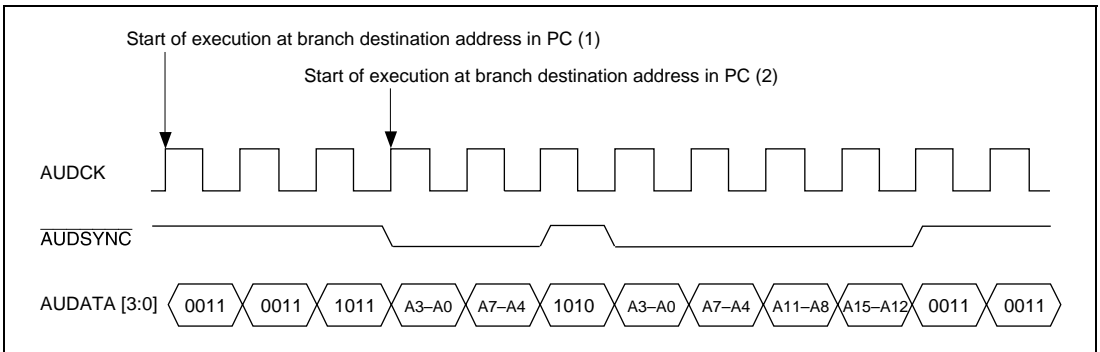 Start of execution at branch destination address in PC (1)
Start of execution at branch destination address in PC (2)
AUDCK
AUDSYNC
AUDATA [3:0] 0011 0011 1011 A3–A0 A7–A4 1010 A3–A0 A7–A4 A11–A8 A15–A12 0011 0011